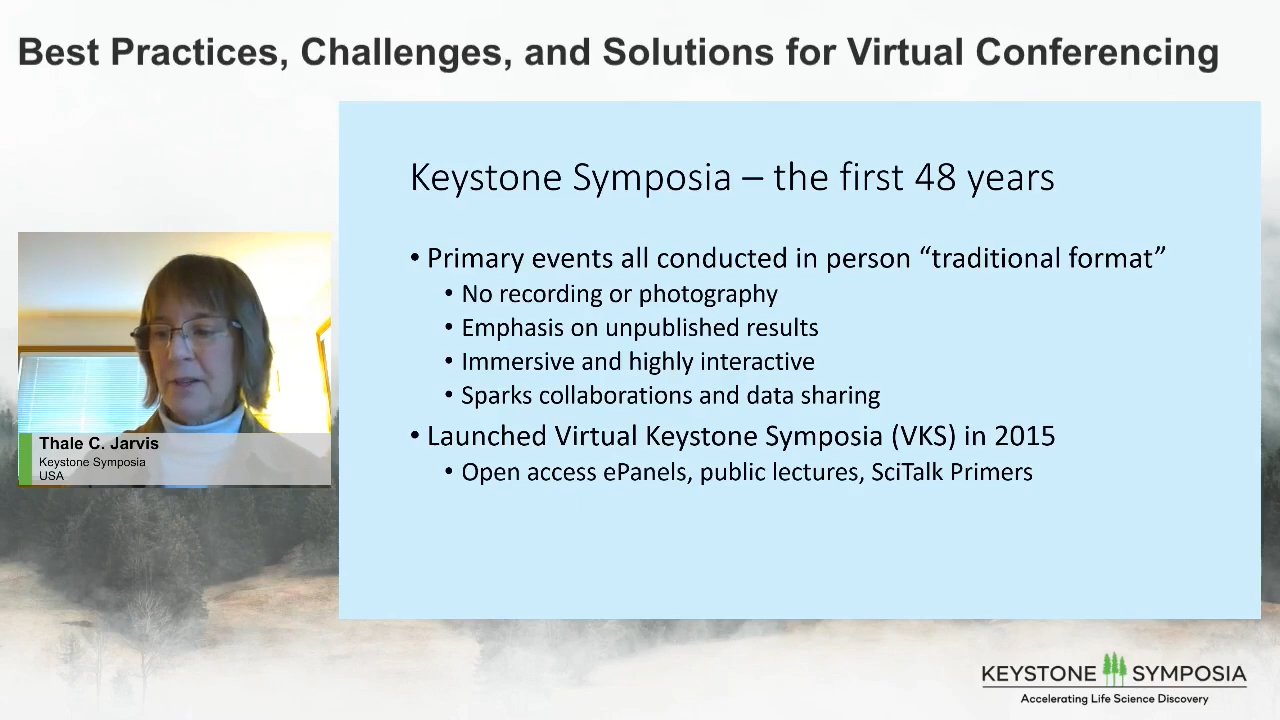 Best Practices, Challenges, and Solutions for Virtual Conferencing
Keystone Symposia – the first 48 years
• Primary events all conducted in person “traditional format”
• No recording or photography
• Emphasis on unpublished results
• Immersive and highly interactive
• Sparks collaborations and data sharing
• Launched Virtual Keystone Symposia (VKS) in 2015
• Open access ePanels, public lectures, SciTalk Primers
Thale C. Jarvis
Keystone Symposia
USA
KEYSTONE SYMPOSIA
Accelerating Life Science Discovery